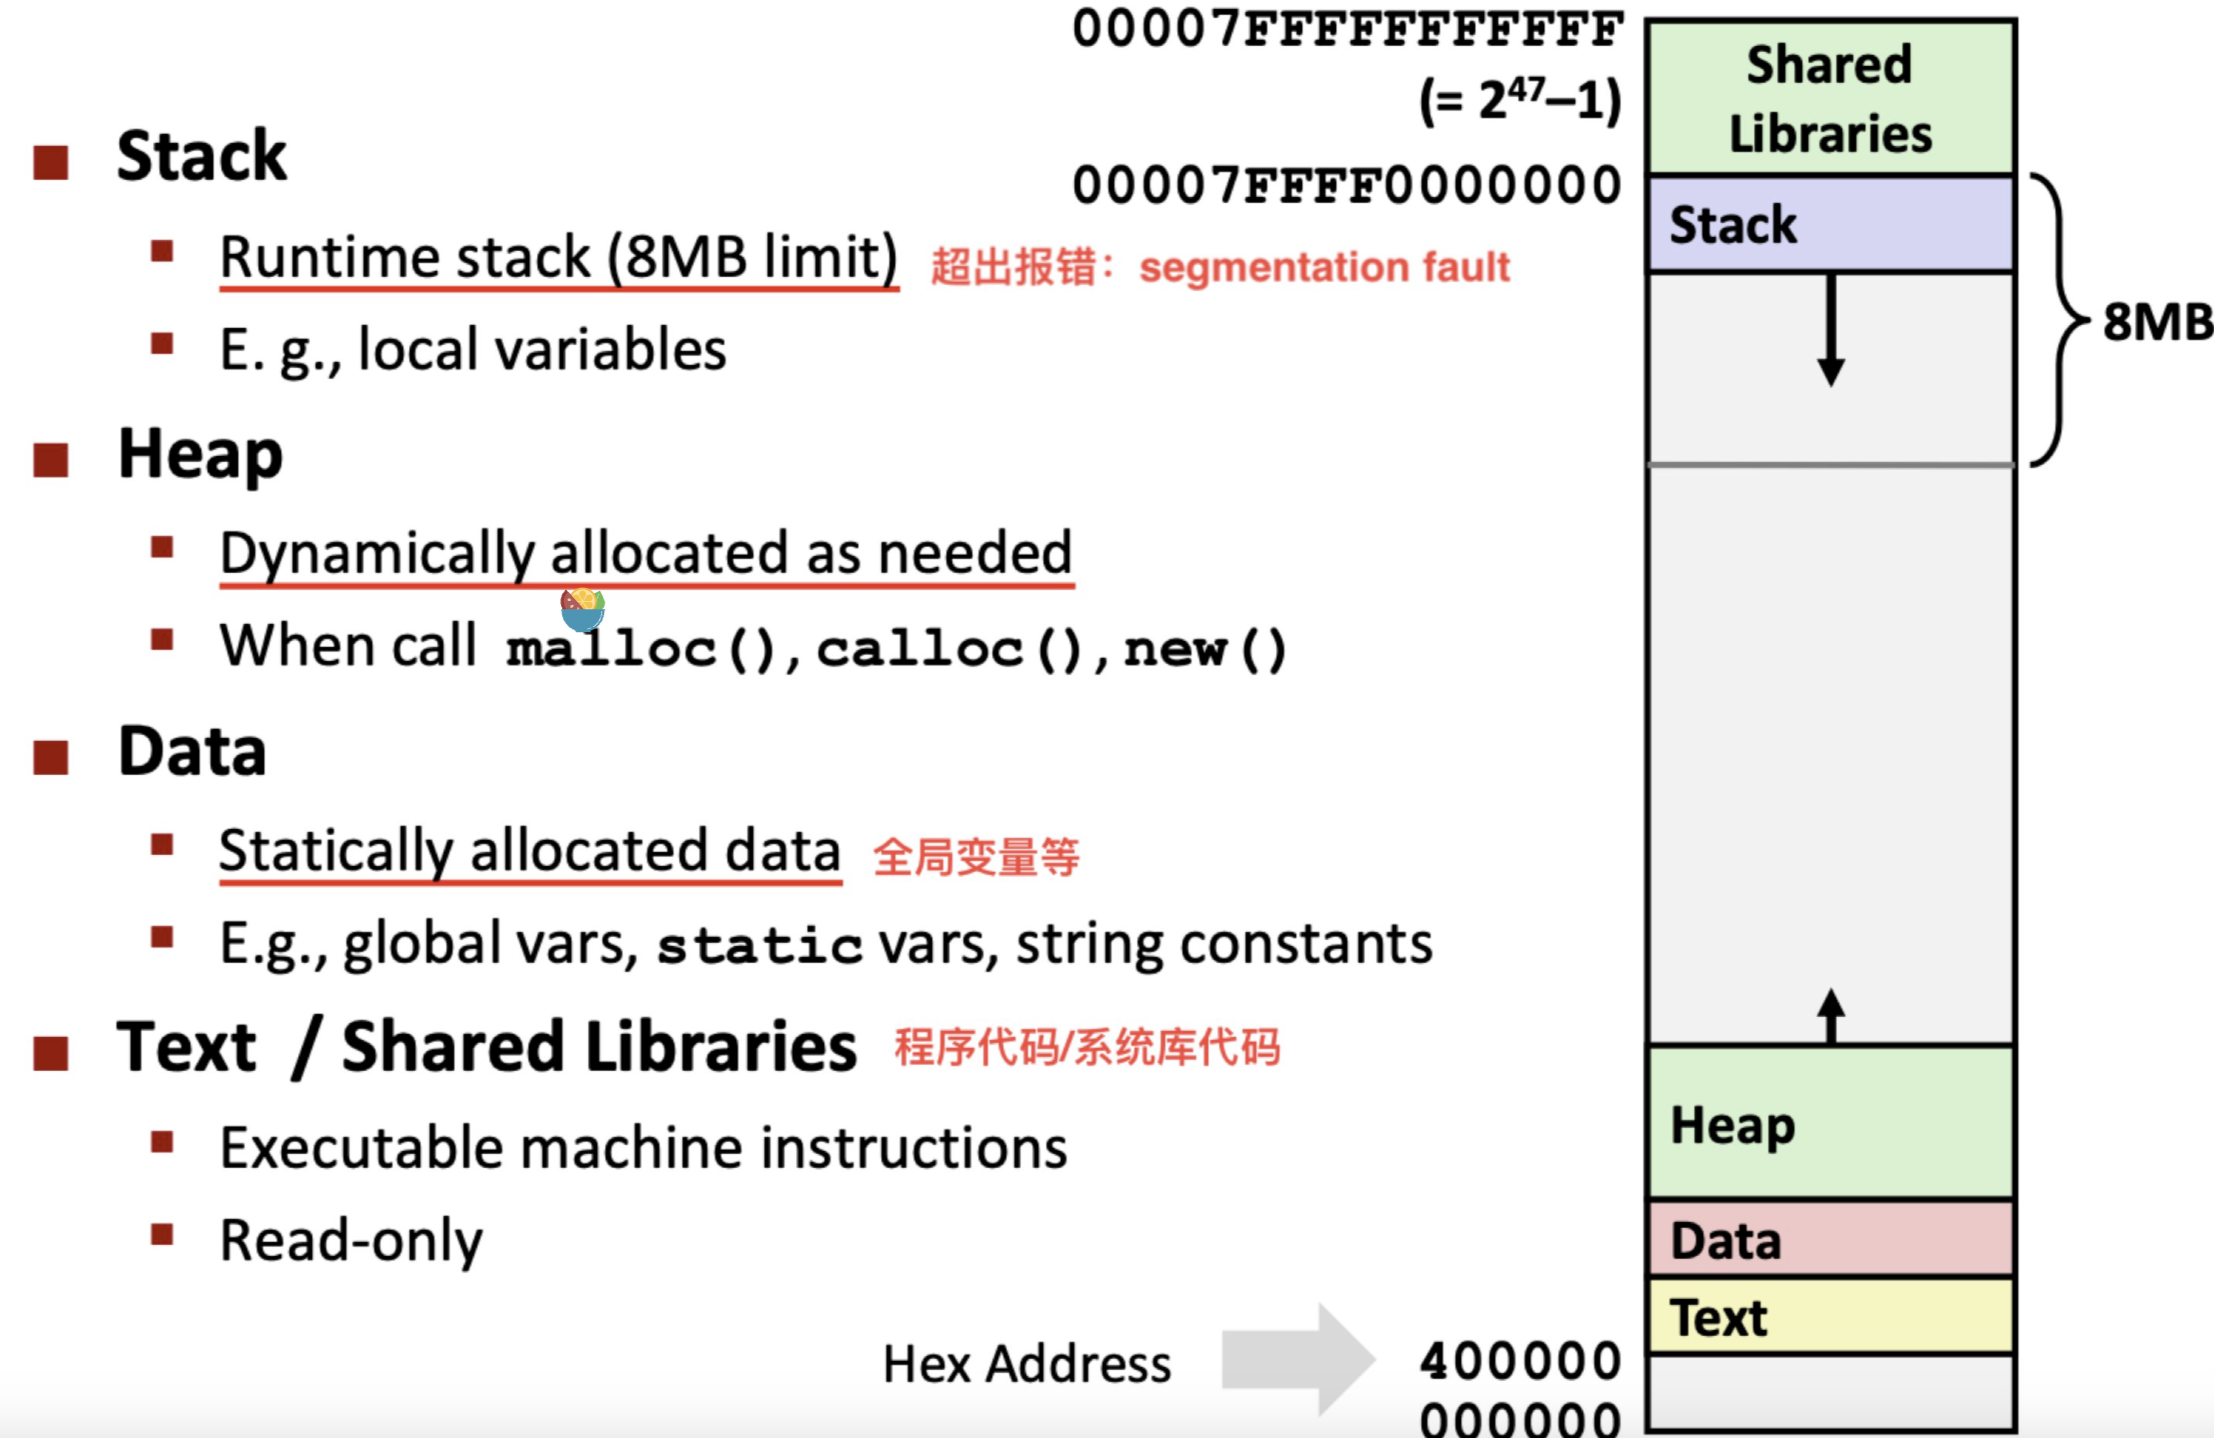 Stack
Runtime stack (8MB limit) 超出报错：segmentation fault
E. g., local variables
Heap
Dynamically allocated as needed
When call malloc(), calloc(), new()
Data
Statically allocated data 全局变量等
E.g., global vars, static vars, string constants
Text / Shared Libraries 程序代码/系统库代码
Executable machine instructions
Read-only
Hex Address
00007FFFFFFFFFFF
(= 2⁴⁷–1)
00007FFFF0000000
400000
000000
Shared
Libraries
Stack
8MB
Heap
Data
Text